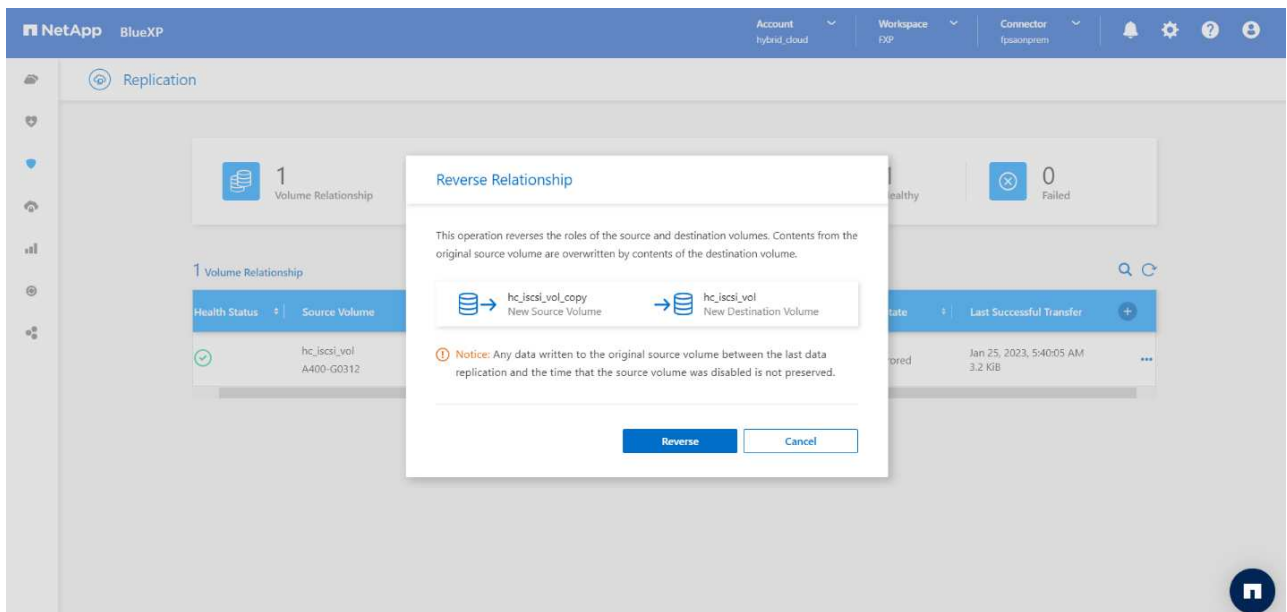 NetApp BlueXP
Account
hybrid_cloud
Workspace
FXP
Connector
fpsaonprem
Replication
1
Volume Relationship
0
Failed
Reverse Relationship
This operation reverses the roles of the source and destination volumes. Contents from the
original source volume are overwritten by contents of the destination volume.
hc_iscsi_vol_copy
New Source Volume
hc_iscsi_vol
New Destination Volume
Notice: Any data written to the original source volume between the last data
replication and the time that the source volume was disabled is not preserved.
Reverse
Cancel
1 Volume Relationship
Health Status
Source Volume
Last Successful Transfer
hc_iscsi_vol
A400-G0312
Jan 25, 2023, 5:40:05 AM
3.2 KiB